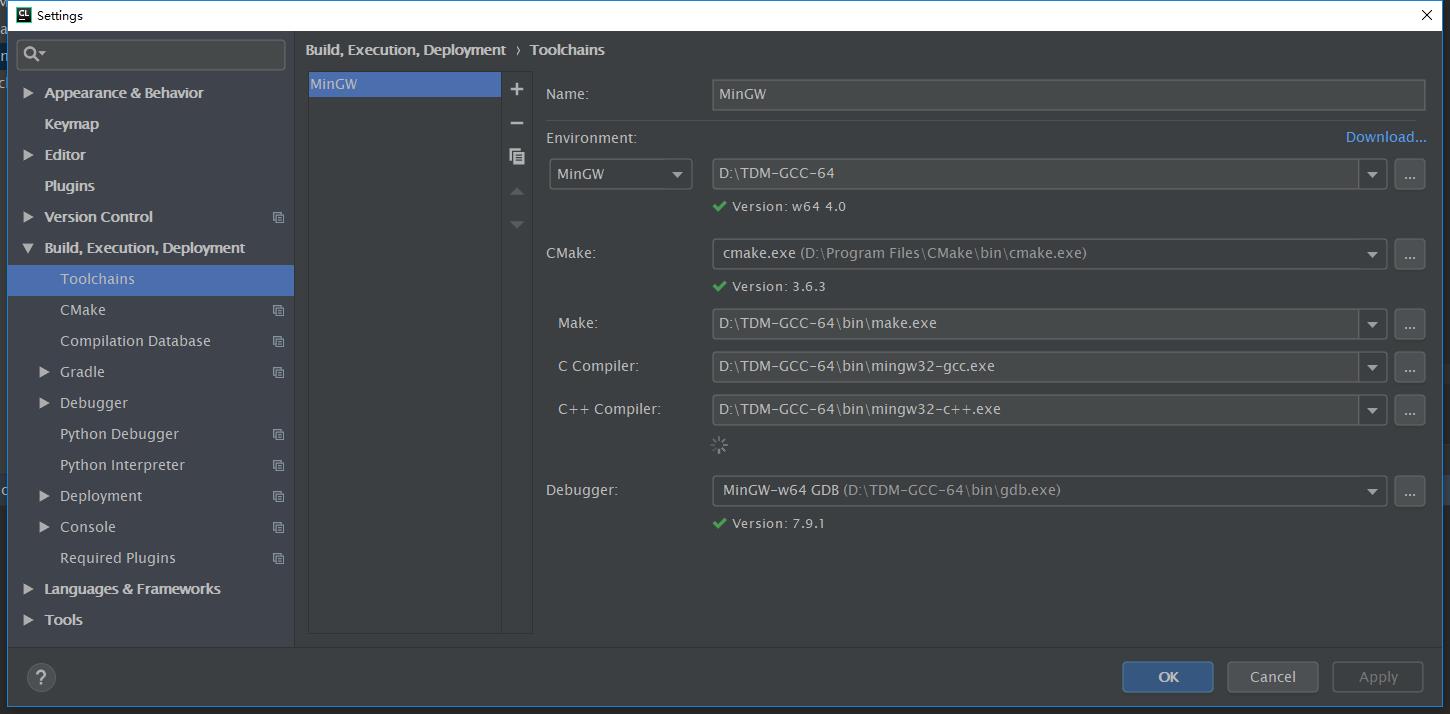 CL Settings
Build, Execution, Deployment › Toolchains
Appearance & Behavior
Keymap
Editor
Plugins
Version Control
Build, Execution, Deployment
Toolchains
CMake
Compilation Database
Gradle
Debugger
Python Debugger
Python Interpreter
Deployment
Console
Required Plugins
Languages & Frameworks
Tools
MinGW
Name: MinGW
Environment: Download...
MinGW D:\TDM-GCC-64 ...
Version: w64 4.0
CMake: cmake.exe (D:\Program Files\CMake\bin\cmake.exe) ...
Version: 3.6.3
Make: D:\TDM-GCC-64\bin\make.exe ...
C Compiler: D:\TDM-GCC-64\bin\mingw32-gcc.exe ...
C++ Compiler: D:\TDM-GCC-64\bin\mingw32-c++.exe ...
Debugger: MinGW-w64 GDB (D:\TDM-GCC-64\bin\gdb.exe) ...
Version: 7.9.1
? OK Cancel Apply